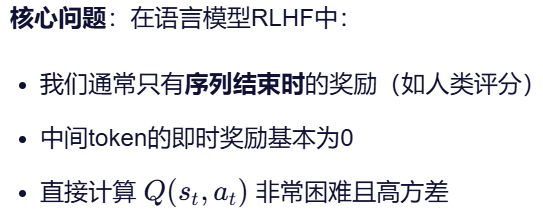 核心问题：在语言模型RLHF中：
• 我们通常只有序列结束时的奖励（如人类评分）
• 中间token的即时奖励基本为0
• 直接计算 Q(s_t, a_t) 非常困难且高方差